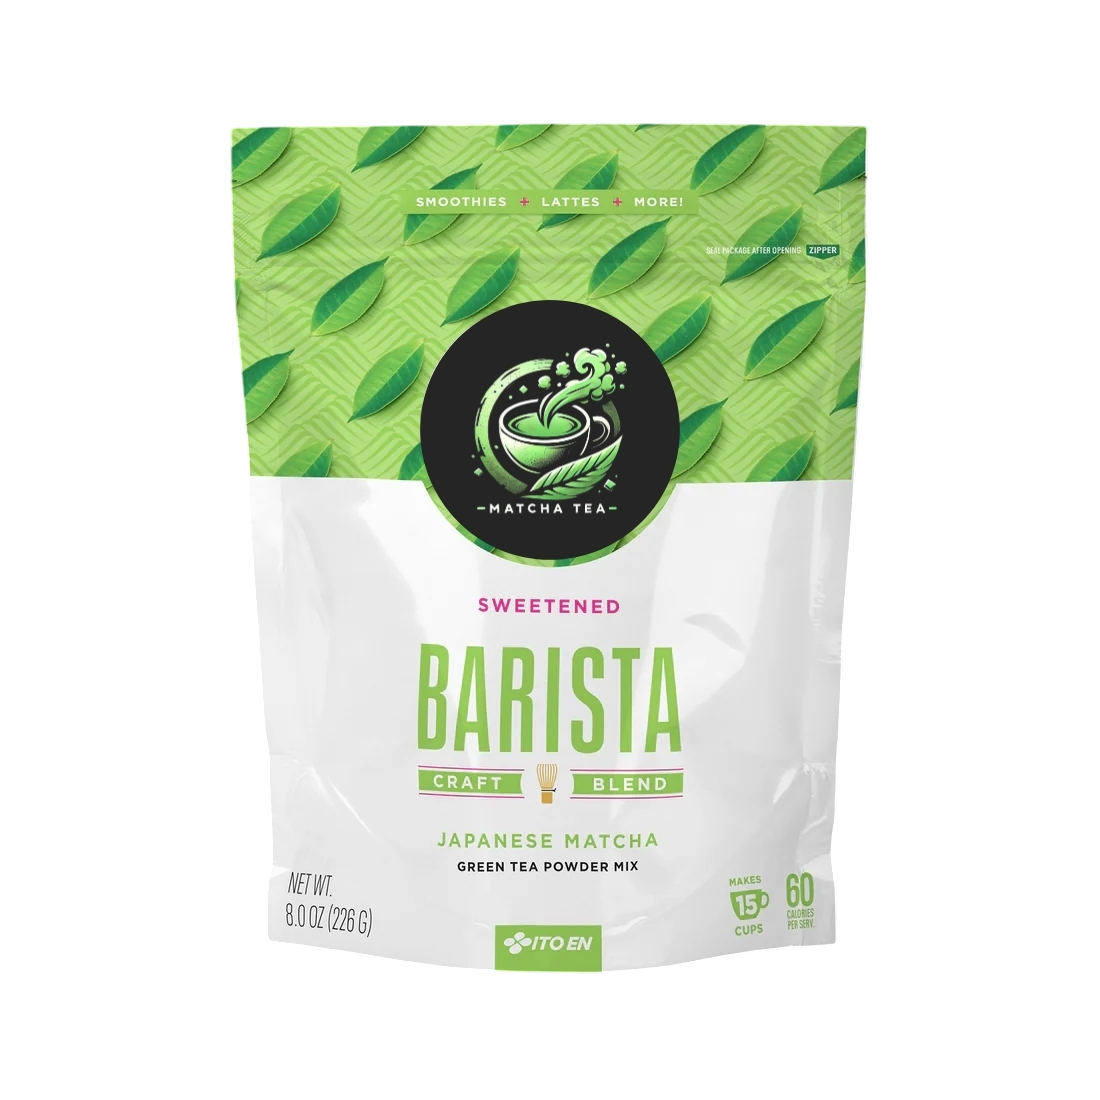 SMOOTHIES + LATTES + MORE!
SEAL PACKAGE AFTER OPENING ZIPPER
-MATCHA TEA-
SWEETENED
BARISTA
CRAFT BLEND
JAPANESE MATCHA
GREEN TEA POWDER MIX
NET WT.
8.0 OZ (226 G)
MAKES
15
CUPS
60
CALORIES
PER SERV.
ITO EN